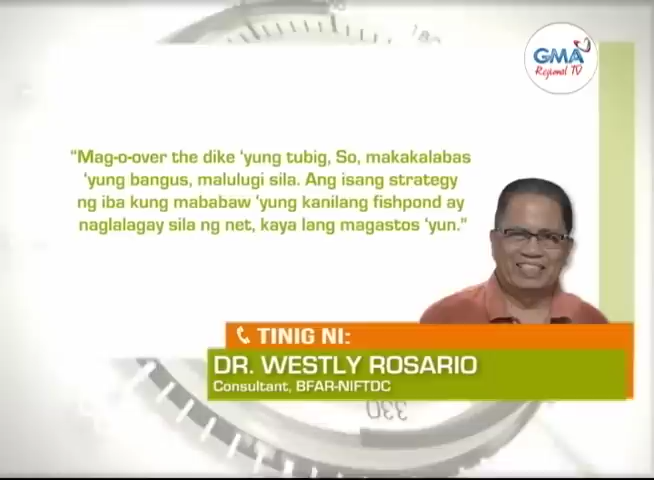 GMA
Regional TV
180
“Mag-o-over the dike ‘yung tubig, So, makakalabas
‘yung bangus, malulugi sila. Ang isang strategy
ng iba kung mababaw ‘yung kanilang fishpond ay
naglalagay sila ng net, kaya lang magastos ‘yun.”
TINIG NI:
DR. WESTLY ROSARIO
Consultant, BFAR-NIFTDC
330